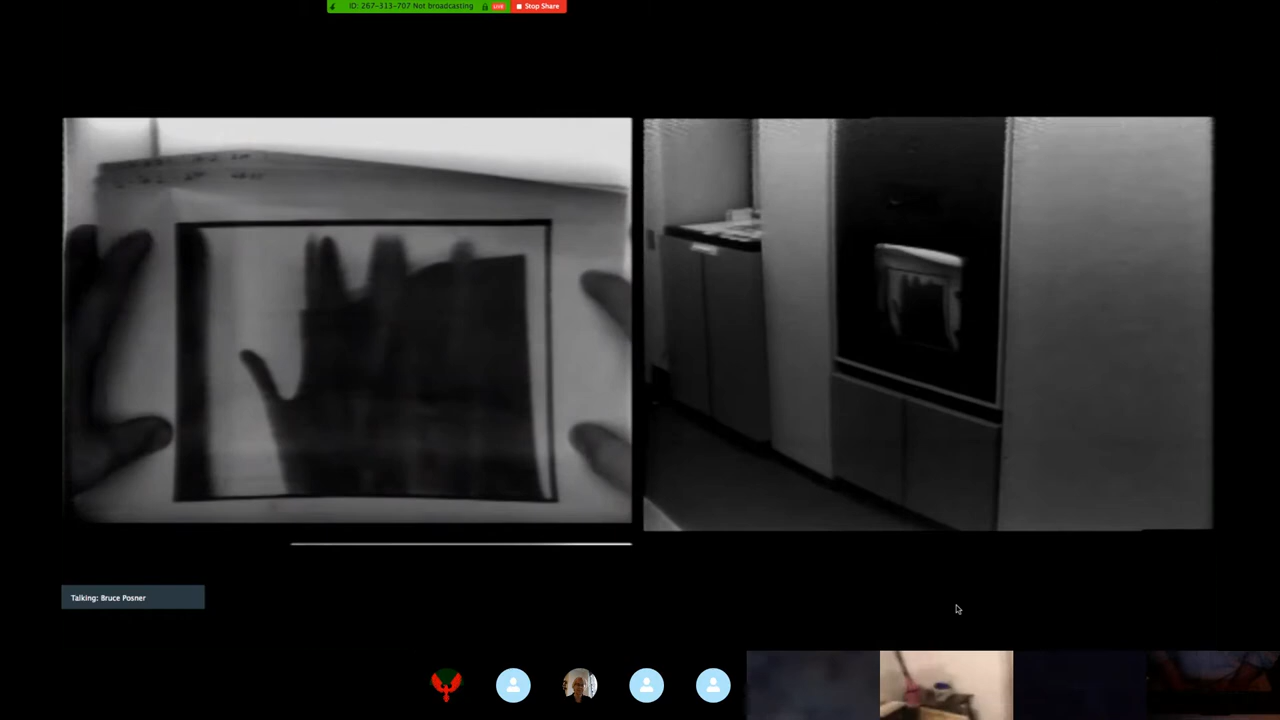 ID: 267-313-707 Not broadcasting LIVE Stop Share
Talking: Bruce Posner